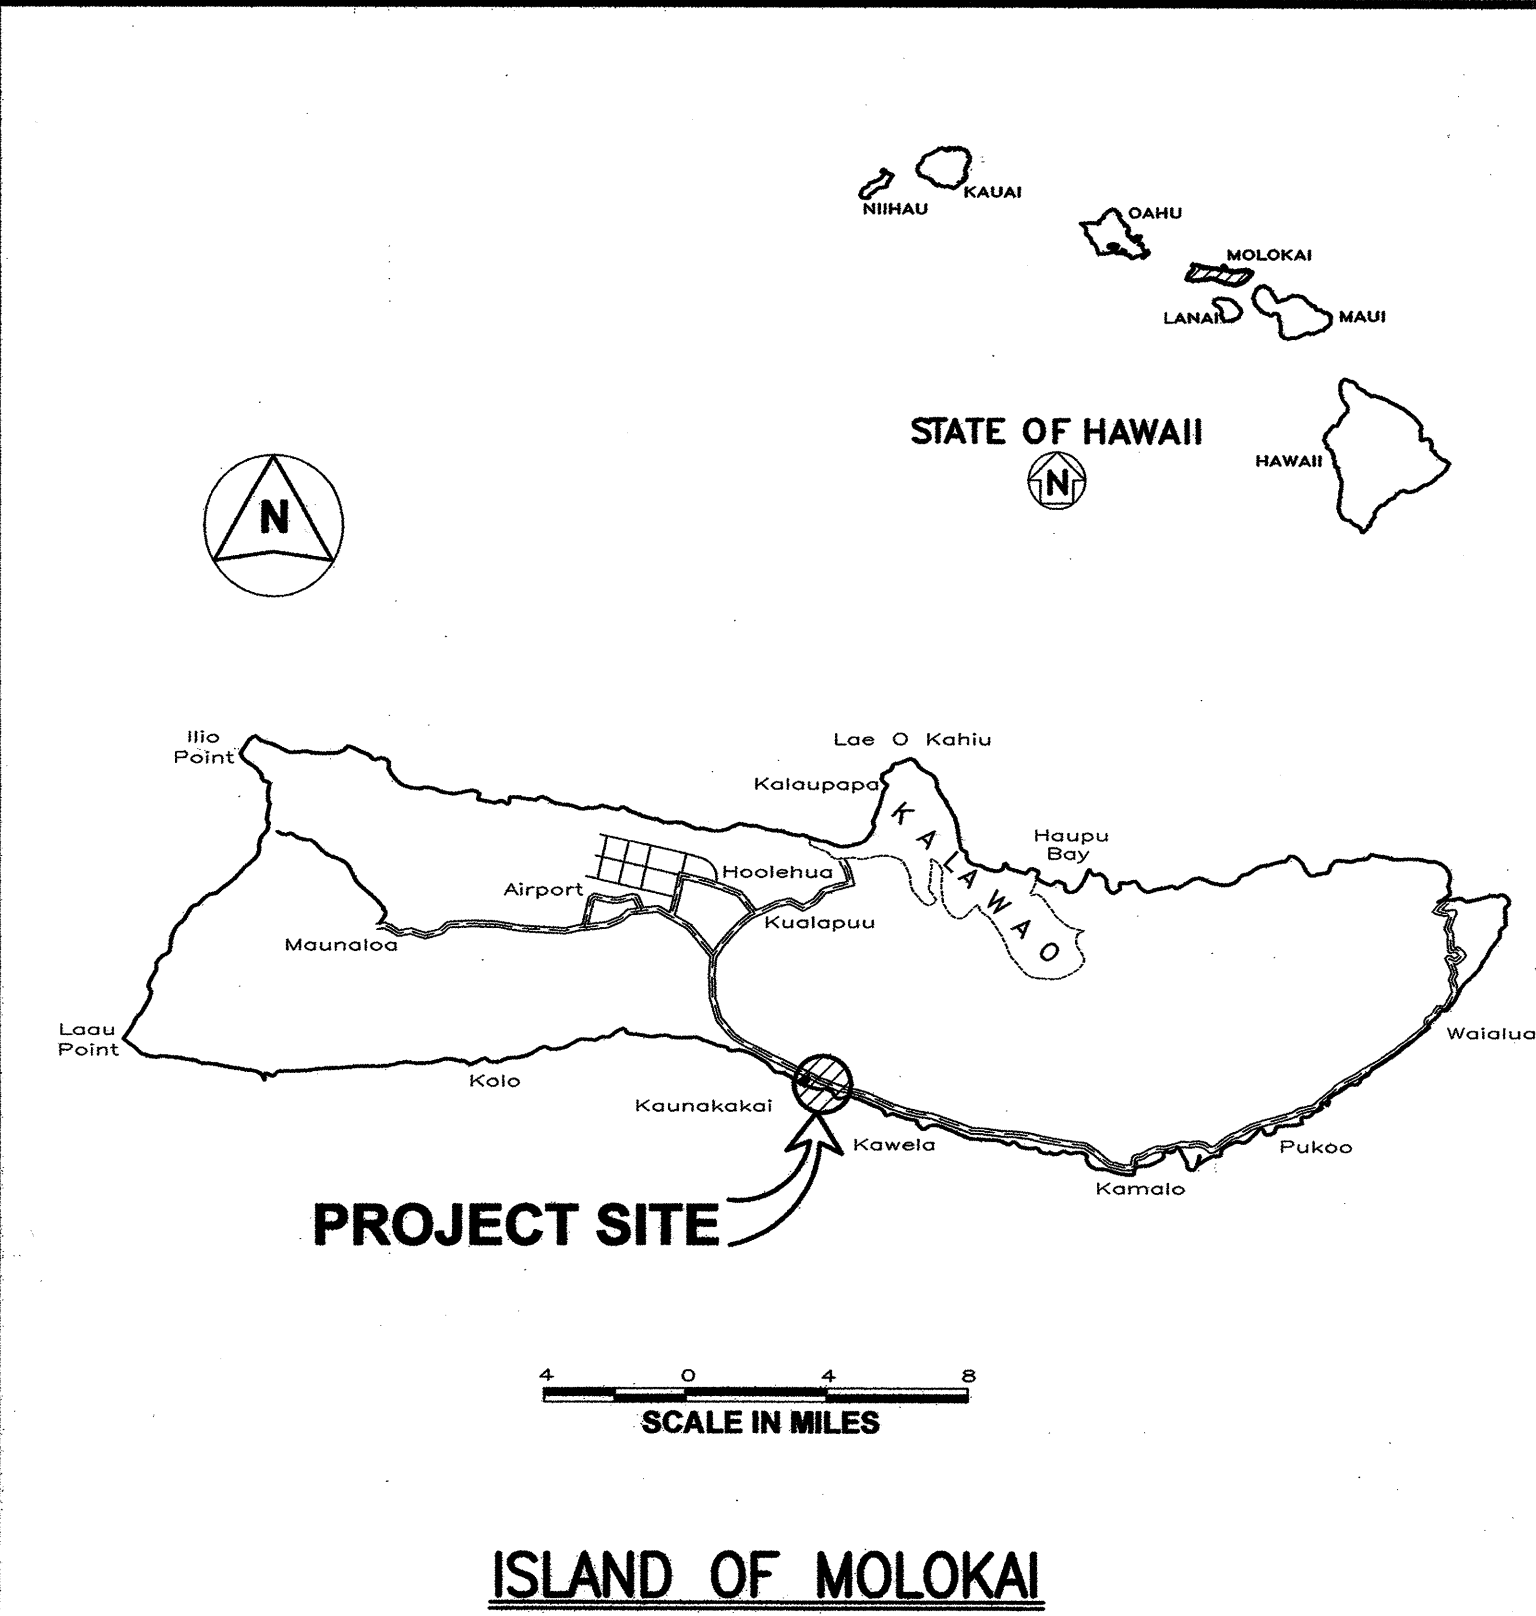 NIIHAU
KAUAI
OAHU
MOLOKAI
LANAI
MAUI
STATE OF HAWAII
N
HAWAII
N
Ilio
Point
Lae O Kahiu
Kalaupapa
KALAWAO
Haupu
Bay
Hoolehua
Airport
Kualapuu
Maunaloa
Laau
Point
Waialua
Kolo
Kaunakakai
Kawela
Pukoo
Kamalo
PROJECT SITE
4 0 4 8
SCALE IN MILES
ISLAND OF MOLOKAI